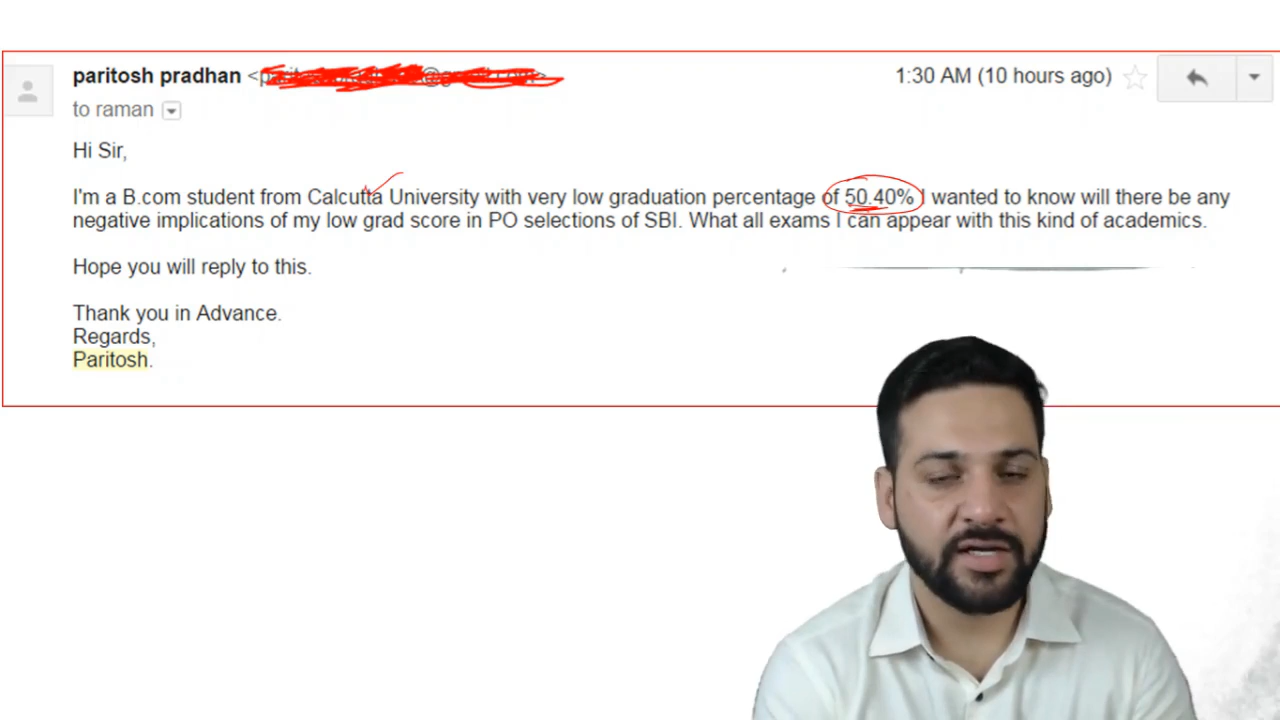 paritosh pradhan
1:30 AM (10 hours ago)
to raman
Hi Sir,
I'm a B.com student from Calcutta University with very low graduation percentage of 50.40% I wanted to know will there be any
negative implications of my low grad score in PO selections of SBI. What all exams I can appear with this kind of academics.
Hope you will reply to this.
Thank you in Advance.
Regards,
Paritosh.